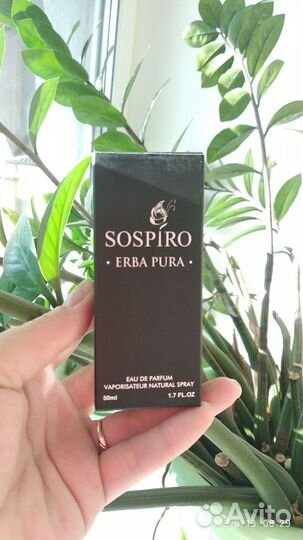 SOSPIRO
• ERBA PURA •
EAU DE PARFUM
VAPORISATEUR NATURAL SPRAY
50ml 1.7 FL.OZ
Avito